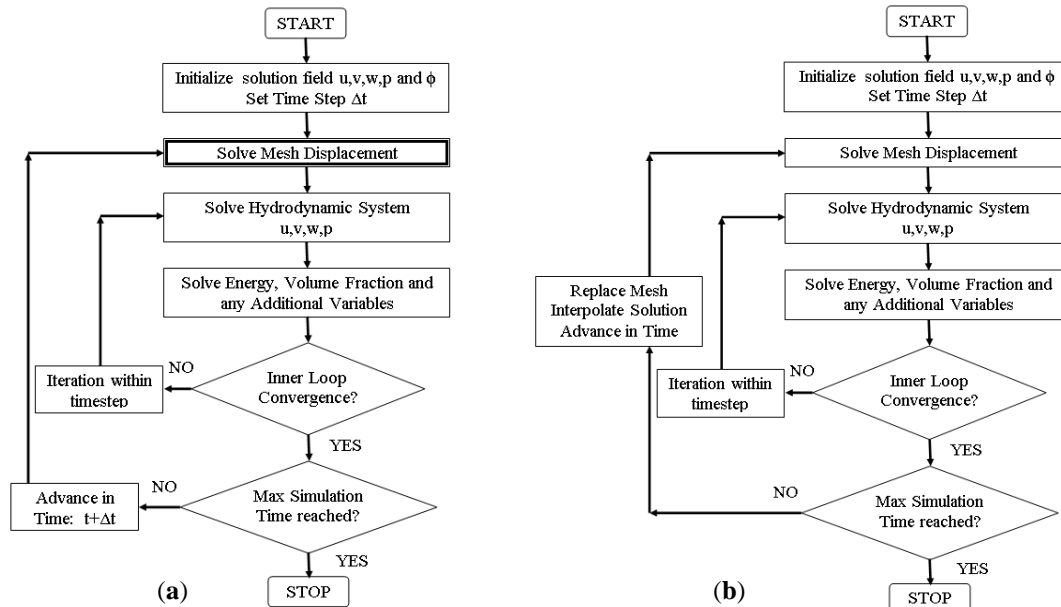 START
Initialize solution field u,v,w,p and ϕ
Set Time Step Δt
Solve Mesh Displacement
Solve Hydrodynamic System
u,v,w,p
Solve Energy, Volume Fraction and
any Additional Variables
Inner Loop
Convergence?
NO
Iteration within
timestep
YES
Max Simulation
Time reached?
NO
Advance in
Time: t+Δt
YES
STOP
(a)
START
Initialize solution field u,v,w,p and ϕ
Set Time Step Δt
Solve Mesh Displacement
Solve Hydrodynamic System
u,v,w,p
Solve Energy, Volume Fraction and
any Additional Variables
Replace Mesh
Interpolate Solution
Advance in Time
Inner Loop
Convergence?
NO
Iteration within
timestep
YES
Max Simulation
Time reached?
NO
YES
STOP
(b)